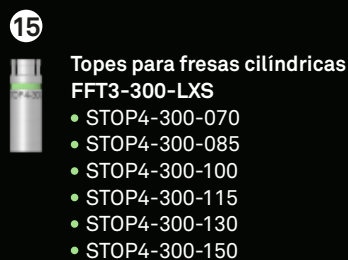 15
Topes para fresas cilíndricas
FFT3-300-LXS
• STOP4-300-070
• STOP4-300-085
• STOP4-300-100
• STOP4-300-115
• STOP4-300-130
• STOP4-300-150